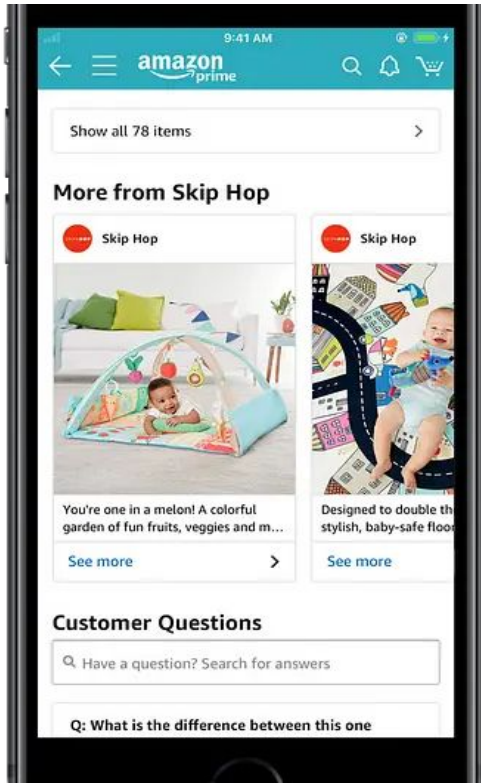 9:41 AM
amazon
prime
Show all 78 items
More from Skip Hop
Skip Hop
Skip Hop
You're one in a melon! A colorful
garden of fun fruits, veggies and m...
See more
Designed to double th
stylish, baby-safe floo
See more
Customer Questions
Have a question? Search for answers
Q: What is the difference between this one